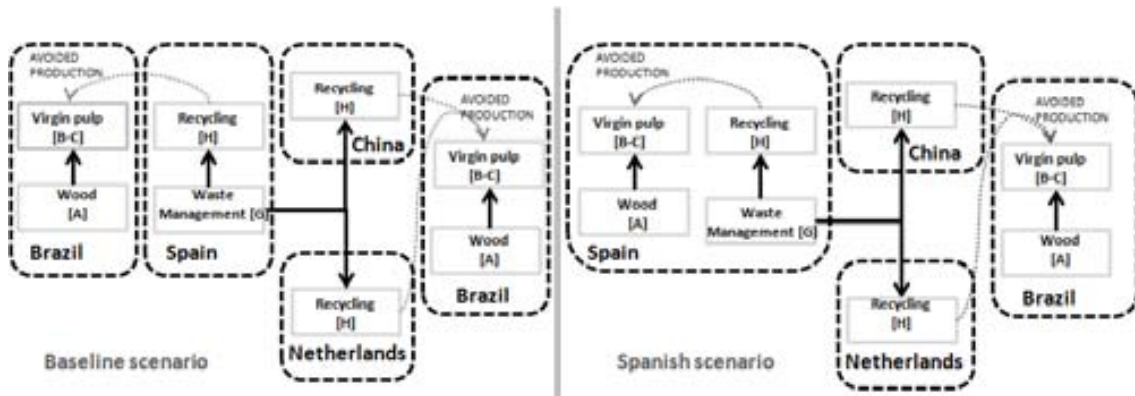 AVOIDED
PRODUCTION
Virgin pulp
[B-C]
Wood
[A]
Brazil
Recycling
[H]
Waste
Management [G]
Spain
Recycling
[H]
China
Recycling
[H]
Netherlands
AVOIDED
PRODUCTION
Virgin pulp
[B-C]
Wood
[A]
Brazil
Baseline scenario
AVOIDED
PRODUCTION
Virgin pulp
[B-C]
Wood
[A]
Recycling
[H]
Waste
Management [G]
Spain
Recycling
[H]
China
Recycling
[H]
Netherlands
AVOIDED
PRODUCTION
Virgin pulp
[B-C]
Wood
[A]
Brazil
Spanish scenario